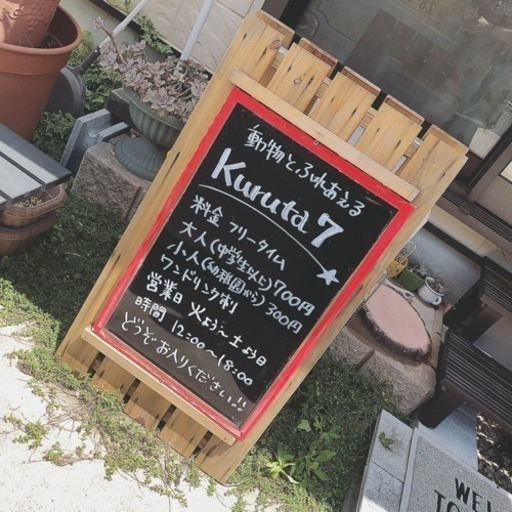 動物とふれあえる
Kuruta7
料金 フリータイム
大人(中学生以上)700円
小人(幼稚園から)300円
ワンドリンク制
営業日 火よう〜土よう日
時間 12:00〜18:00
どうぞお入りください!!
WEL
TO